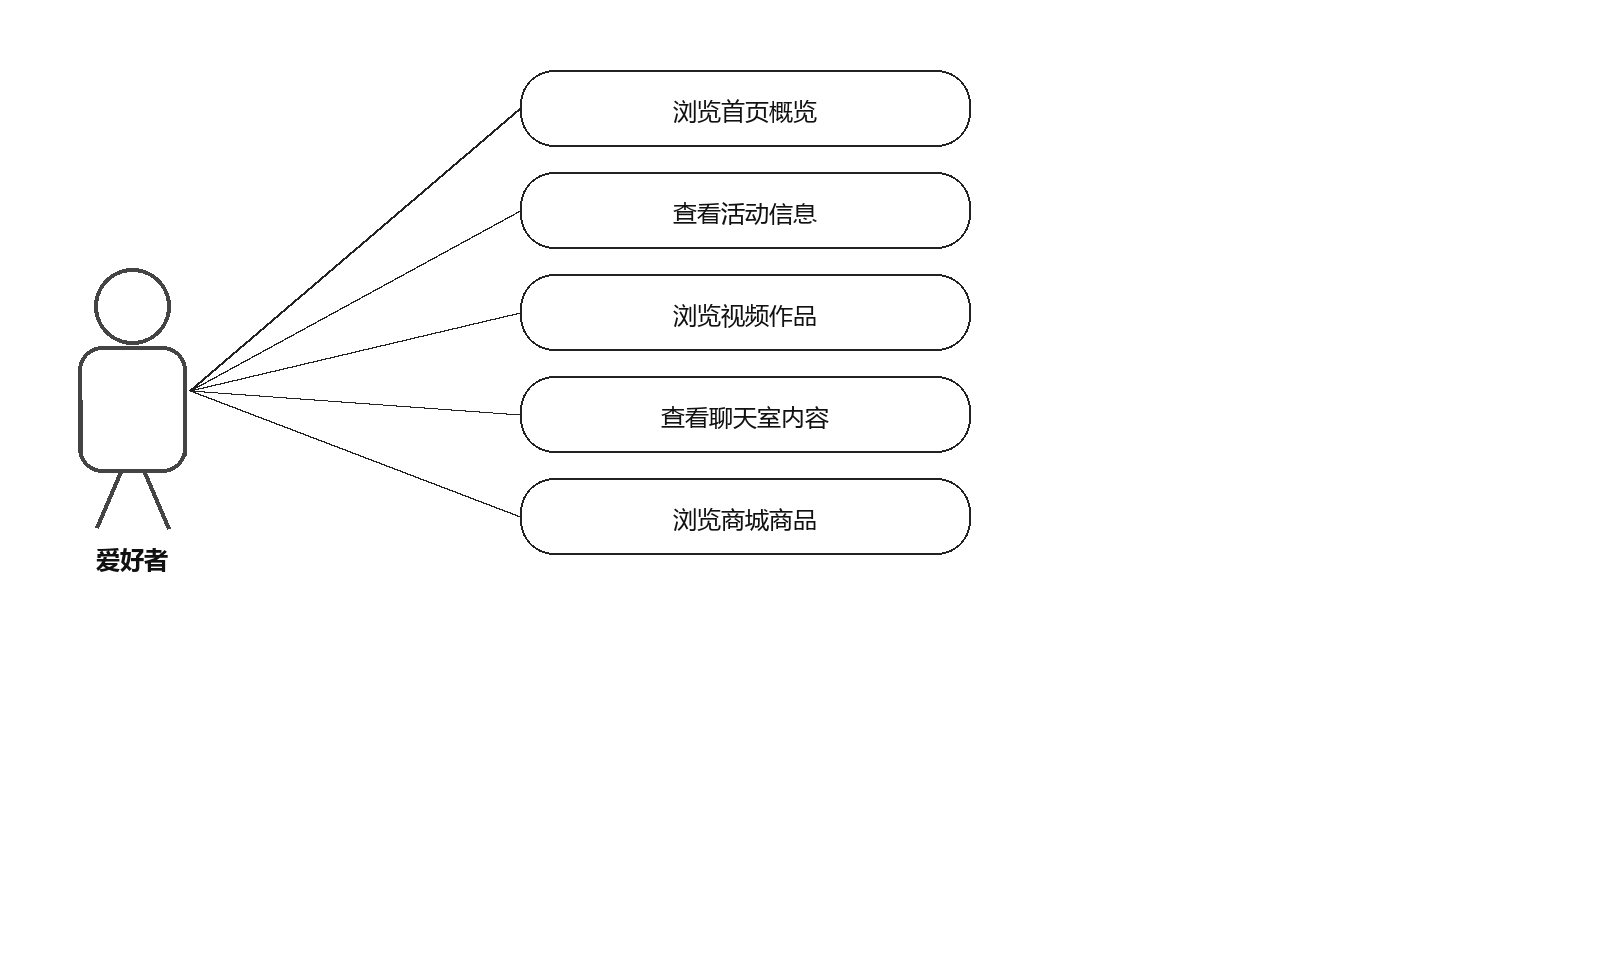 浏览首页概览
查看活动信息
浏览视频作品
查看聊天室内容
浏览商城商品
爱好者